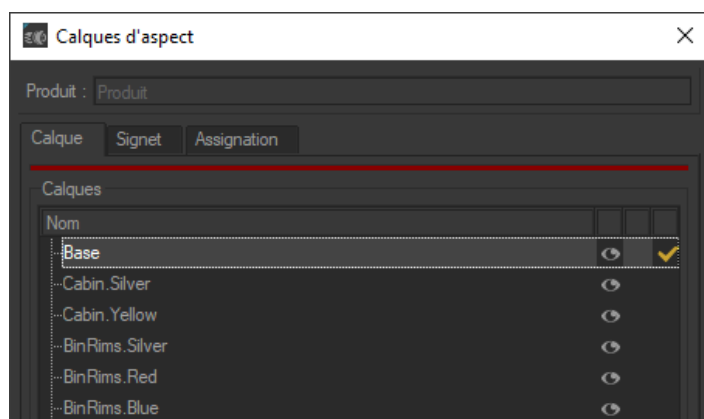 Calques d'aspect
Produit : Produit
Calque Signet Assignation
Calques
Nom
Base
Cabin.Silver
Cabin.Yellow
BinRims.Silver
BinRims.Red
BinRims.Blue